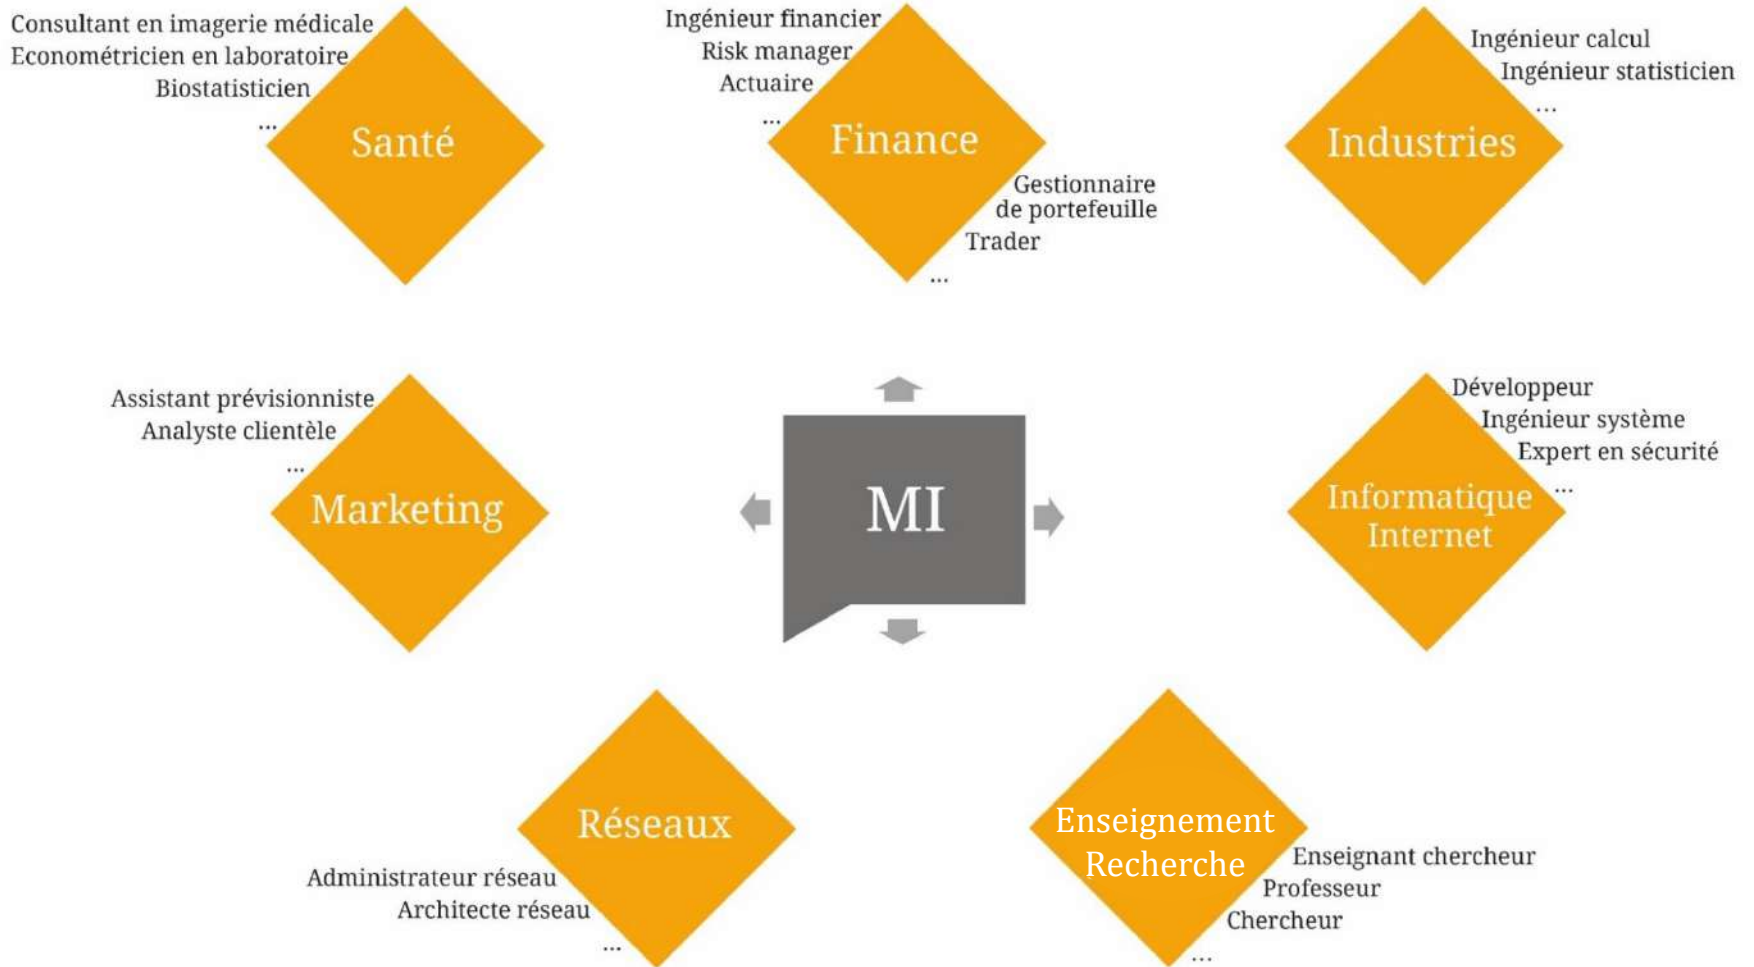 Consultant en imagerie médicale
Econométricien en laboratoire
Biostatisticien
...
Santé
Ingénieur financier
Risk manager
Actuaire
...
Finance
Gestionnaire
de portefeuille
Trader
...
Ingénieur calcul
Ingénieur statisticien
...
Industries
Assistant prévisionniste
Analyste clientèle
...
Marketing
MI
Développeur
Ingénieur système
Expert en sécurité
...
Informatique
Internet
Réseaux
Administrateur réseau
Architecte réseau
...
Enseignement
Recherche
Enseignant chercheur
Professeur
Chercheur
...